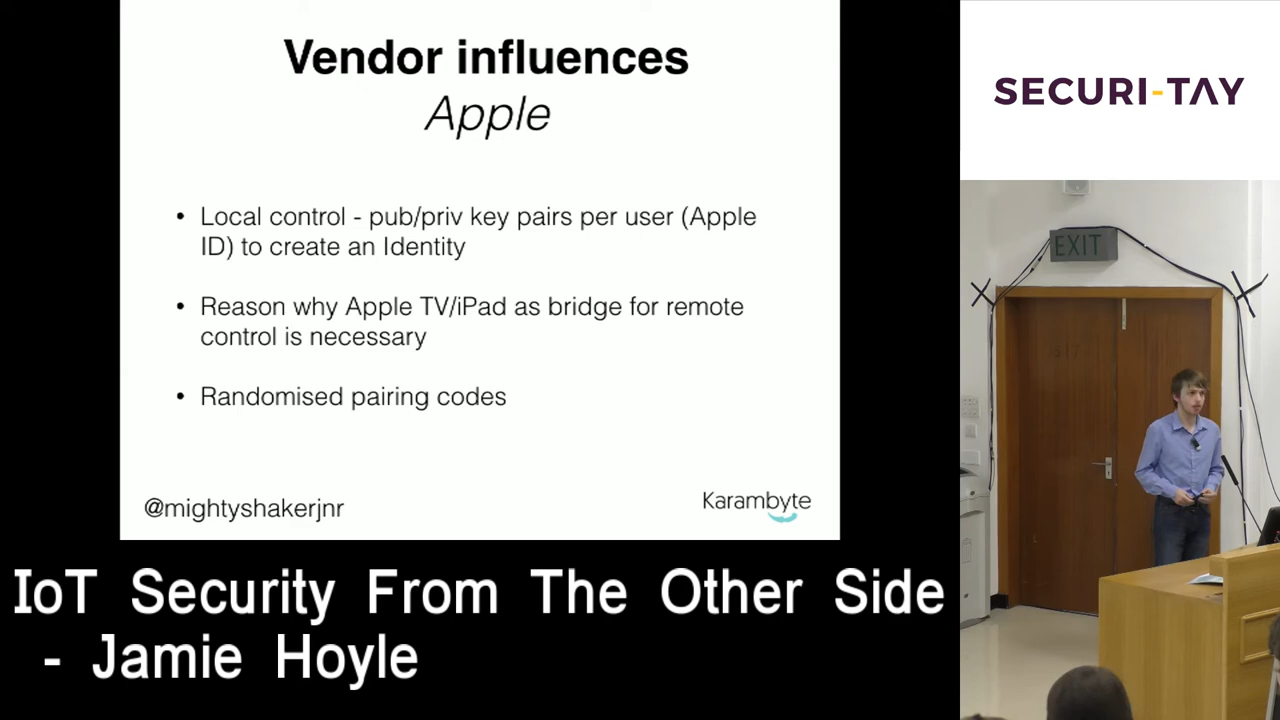 Vendor influences
Apple
• Local control - pub/priv key pairs per user (Apple
ID) to create an Identity
• Reason why Apple TV/iPad as bridge for remote
control is necessary
• Randomised pairing codes
@mightyshakerjnr
Karambyte
SECURI-TAY
EXIT
IoT Security From The Other Side
- Jamie Hoyle